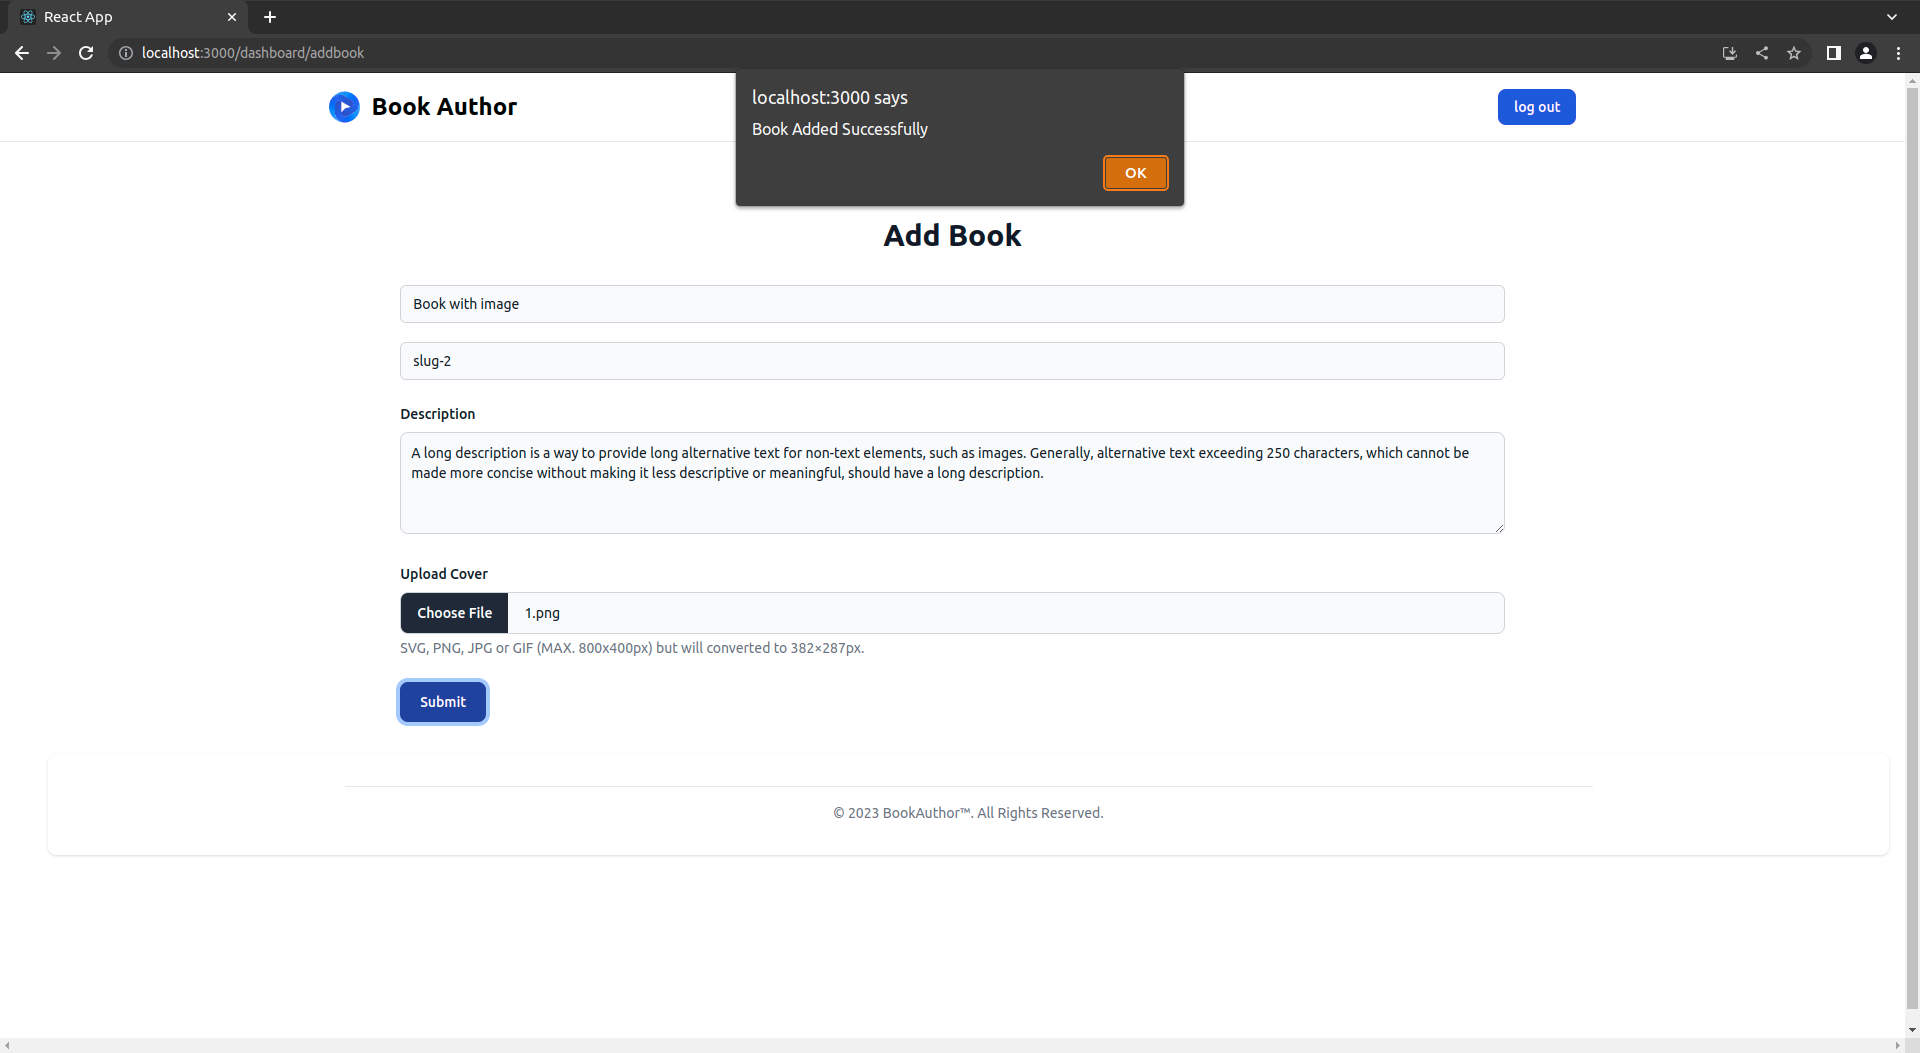 React App
localhost:3000/dashboard/addbook
Book Author
localhost:3000 says
Book Added Successfully
OK
log out
Add Book
Book with image
slug-2
Description
A long description is a way to provide long alternative text for non-text elements, such as images. Generally, alternative text exceeding 250 characters, which cannot be
made more concise without making it less descriptive or meaningful, should have a long description.
Upload Cover
Choose File 1.png
SVG, PNG, JPG or GIF (MAX. 800x400px) but will converted to 382×287px.
Submit
© 2023 BookAuthor™. All Rights Reserved.